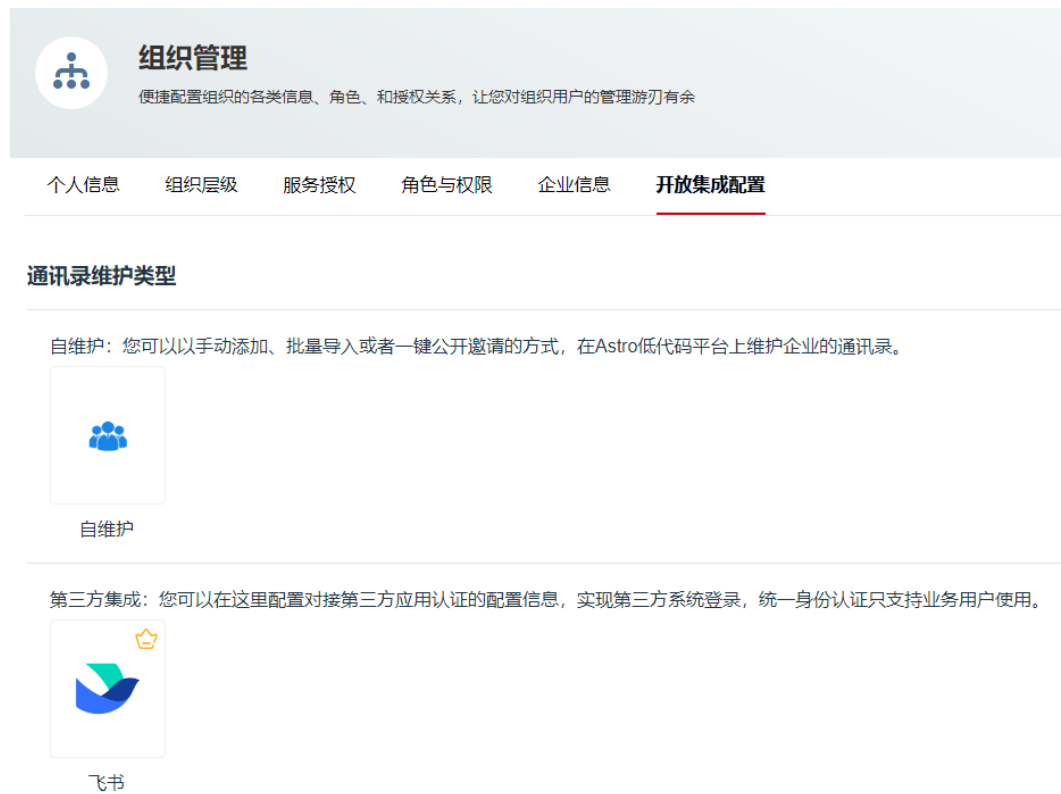 组织管理
便捷配置组织的各类信息、角色、和授权关系，让您对组织用户的管理游刃有余
个人信息 组织层级 服务授权 角色与权限 企业信息 开放集成配置
通讯录维护类型
自维护：您可以以手动添加、批量导入或者一键公开邀请的方式，在Astro低代码平台上维护企业的通讯录。
自维护
第三方集成：您可以在这里配置对接第三方应用认证的配置信息，实现第三方系统登录，统一身份认证只支持业务用户使用。
飞书